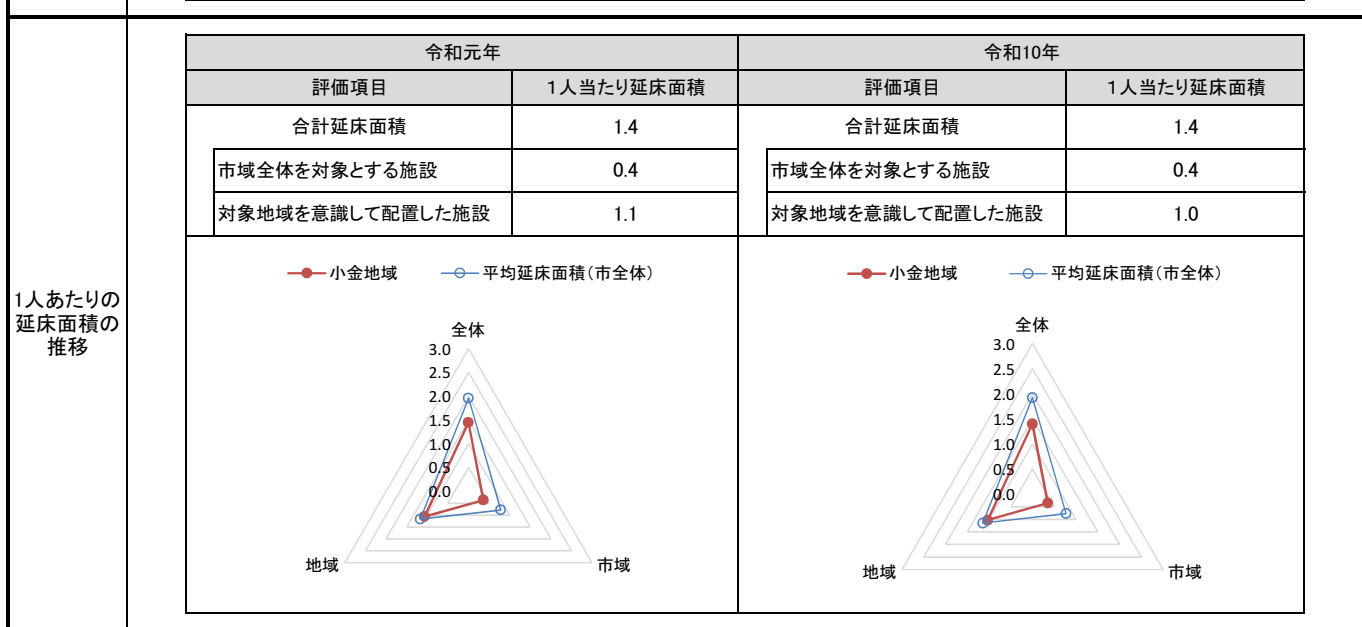 令和元年 令和10年
評価項目 1人当たり延床面積 評価項目 1人当たり延床面積
合計延床面積 1.4 合計延床面積 1.4
市域全体を対象とする施設 0.4 市域全体を対象とする施設 0.4
対象地域を意識して配置した施設 1.1 対象地域を意識して配置した施設 1.0
1人あたりの
延床面積の
推移
小金地域 平均延床面積(市全体)
全体
3.0
2.5
2.0
1.5
1.0
0.5
0.0
地域 市域
小金地域 平均延床面積(市全体)
全体
3.0
2.5
2.0
1.5
1.0
0.5
0.0
地域 市域